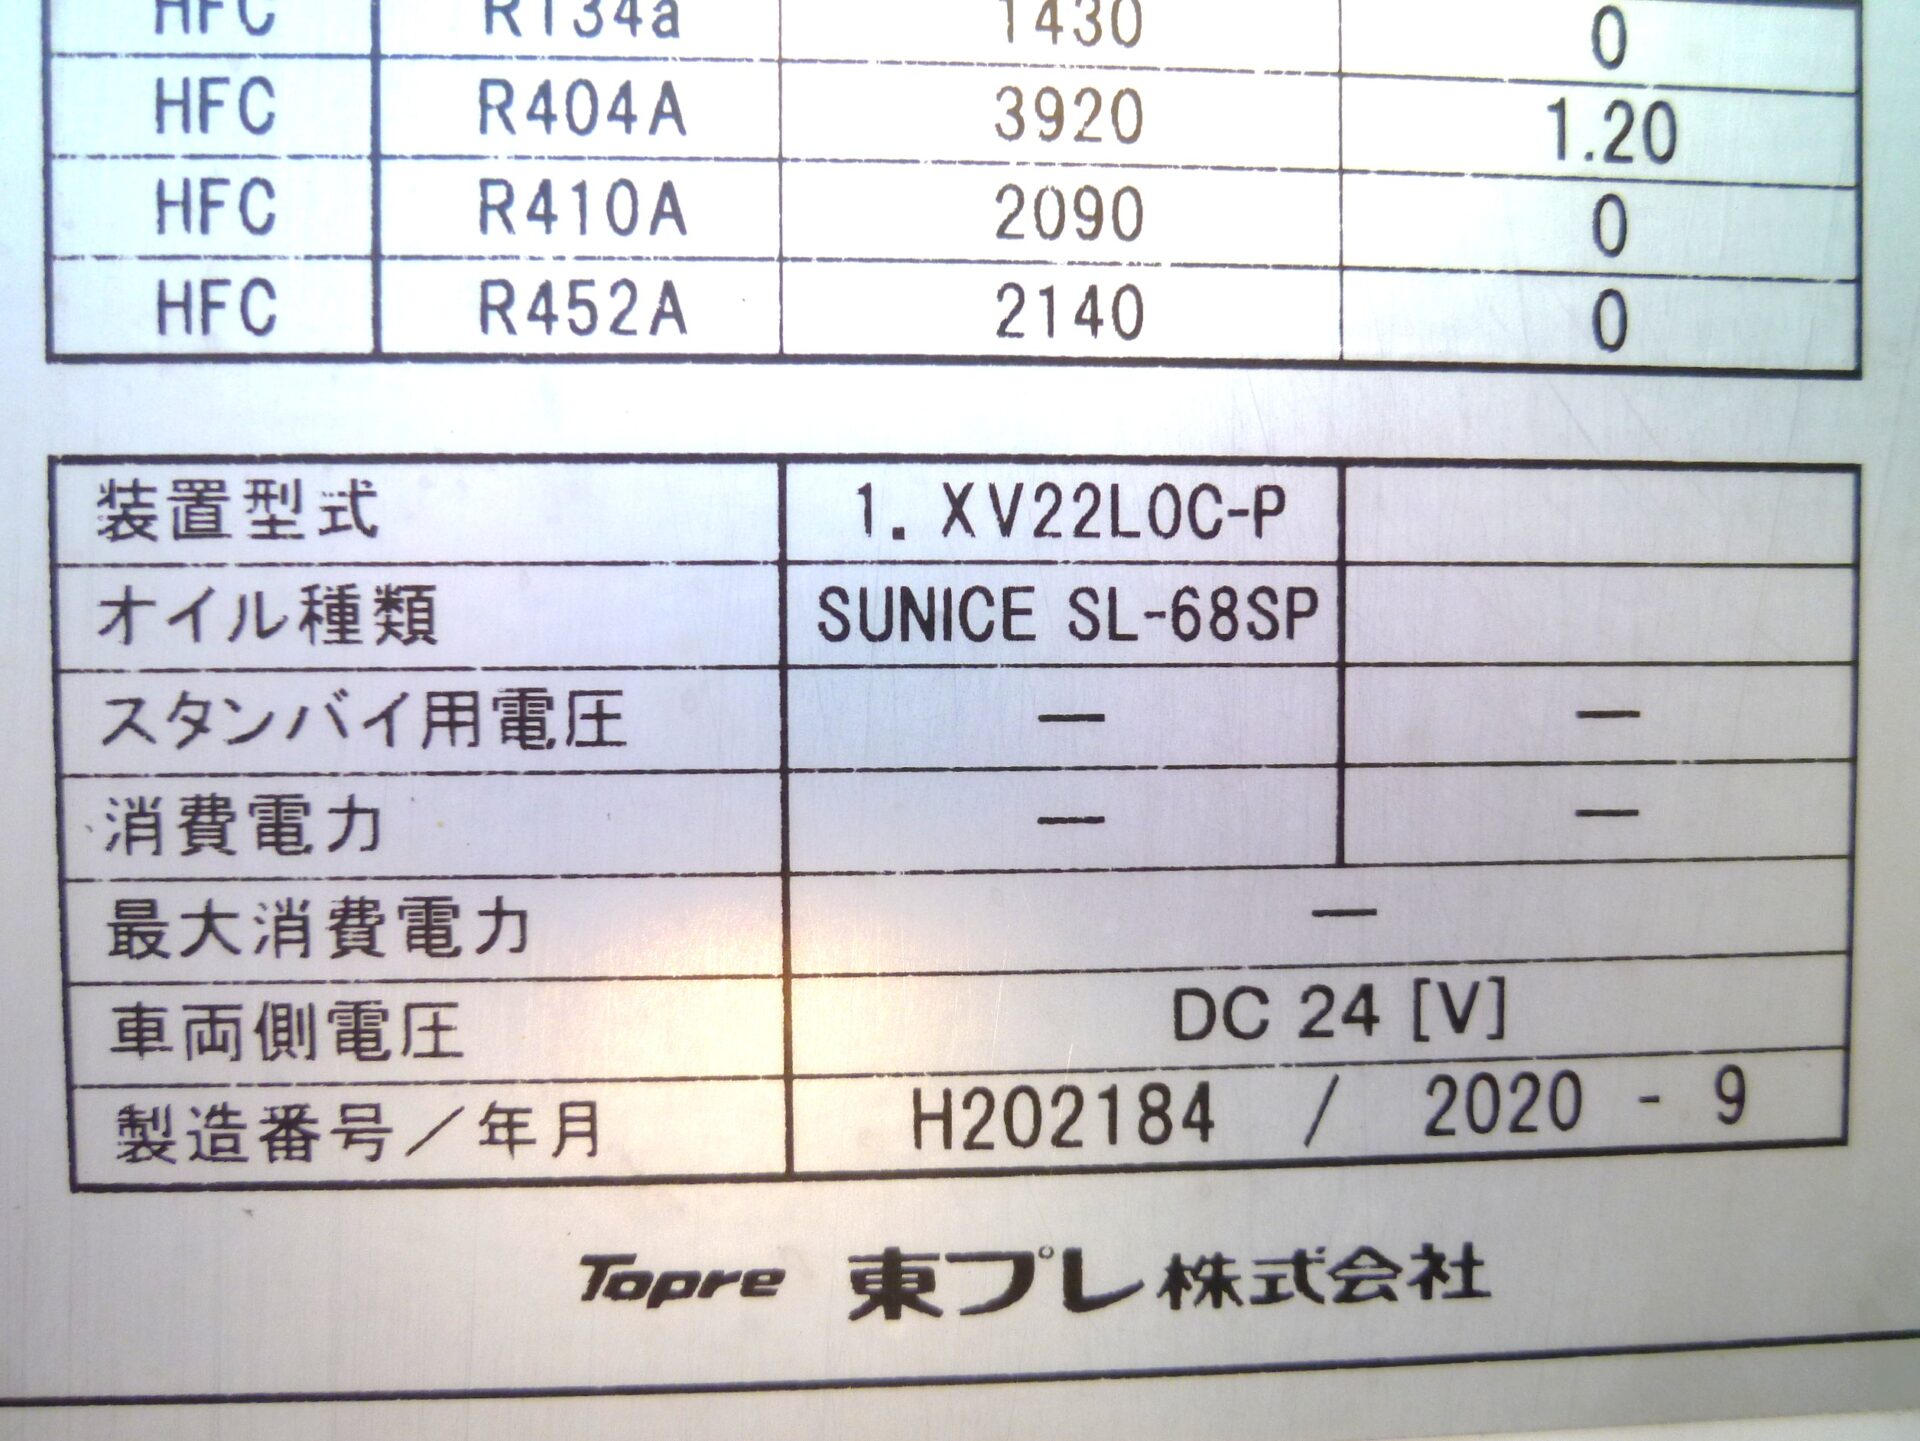 HFC R134a 1430 0
HFC R404A 3920 1.20
HFC R410A 2090 0
HFC R452A 2140 0
装置型式 1. XV22LOC-P
オイル種類 SUNICE SL-68SP
スタンバイ用電圧 — —
消費電力 — —
最大消費電力 —
車両側電圧 DC 24 [V]
製造番号／年月 H202184 / 2020 - 9
Topre 東プレ株式会社